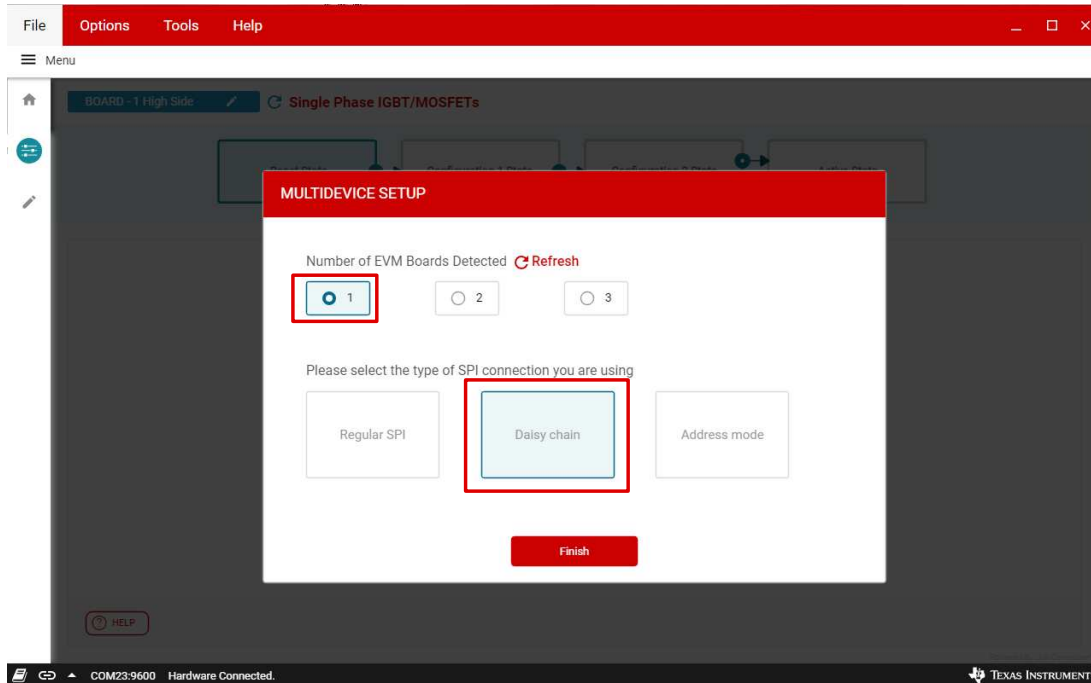 File Options Tools Help
Menu
BOARD - 1 High Side Single Phase IGBT/MOSFETs
MULTIDEVICE SETUP
Number of EVM Boards Detected Refresh
1 2 3
Please select the type of SPI connection you are using
Regular SPI Daisy chain Address mode
Finish
HELP
COM23:9600 Hardware Connected. TEXAS INSTRUMENT